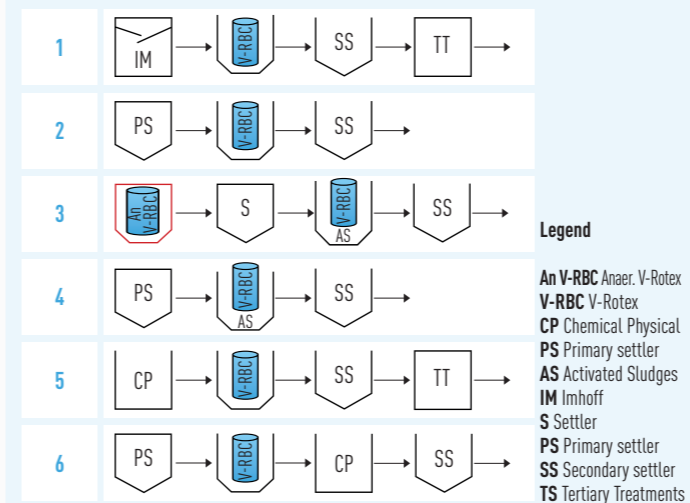 1 IM V-RBC SS TT
2 PS V-RBC SS
3 An V-RBC S V-RBC AS SS
4 PS V-RBC AS SS
5 CP V-RBC SS TT
6 PS V-RBC CP SS
Legend
An V-RBC Anaer. V-Rotex
V-RBC V-Rotex
CP Chemical Physical
PS Primary settler
AS Activated Sludges
IM Imhoff
S Settler
PS Primary settler
SS Secondary settler
TS Tertiary Treatments